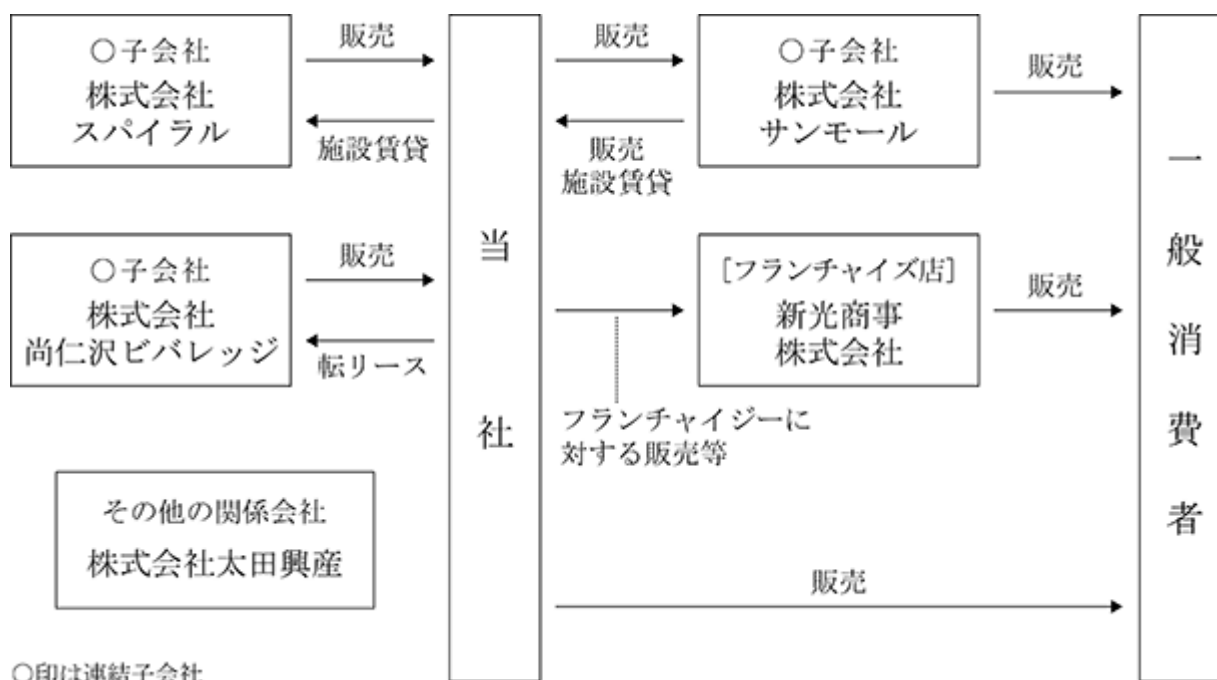 ○子会社
株式会社
スパイラル
販売
施設賃貸
○子会社
株式会社
尚仁沢ビバレッジ
販売
転リース
その他の関係会社
株式会社太田興産
○印は連結子会社
当社
販売
販売
施設賃貸
○子会社
株式会社
サンモール
販売
[フランチャイズ店]
新光商事
株式会社
販売
フランチャイジーに
対する販売等
販売
一般消費者